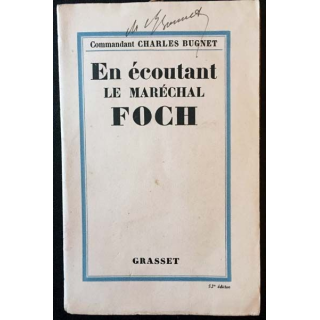 Commandant CHARLES BUGNET
En écoutant
LE MARÉCHAL
FOCH
GRASSET
12e édition